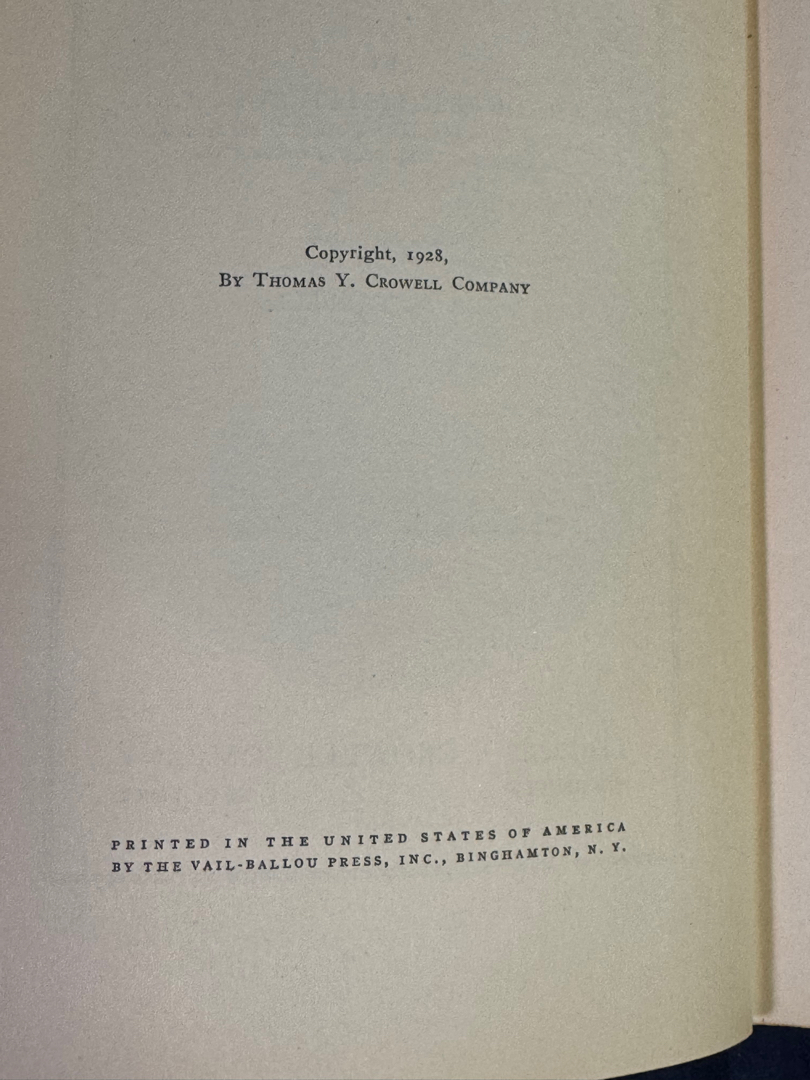 Copyright, 1928,
By Thomas Y. Crowell Company
PRINTED IN THE UNITED STATES OF AMERICA
BY THE VAIL-BALLOU PRESS, INC., BINGHAMTON, N. Y.